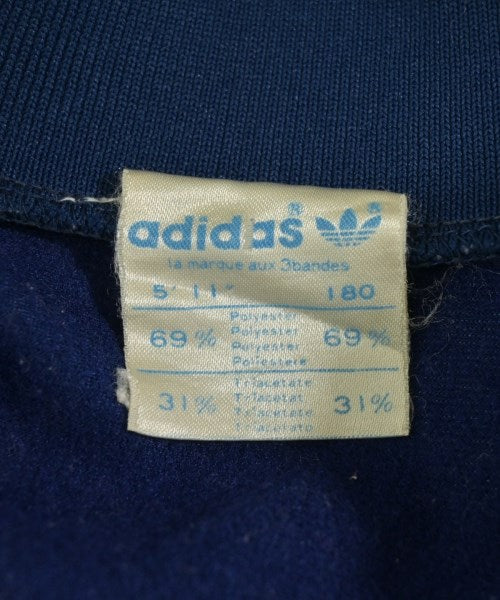 adidas®
la marque aux 3bandes
5' 11" 180
Polyester
69% Polyester 69%
Polyester
Poliestere
Triacetate
31% Triacetat 31%
Triacetate
Triacetato